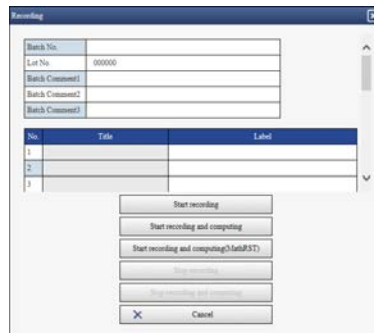 Recording
Batch No.
Lot No. 000000
Batch Comment1
Batch Comment2
Batch Comment3
No. Title Label
1
2
3
Start recording
Start recording and computing
Start recording and computing(MathRST)
Stop recording
Stop recording and computing
Cancel